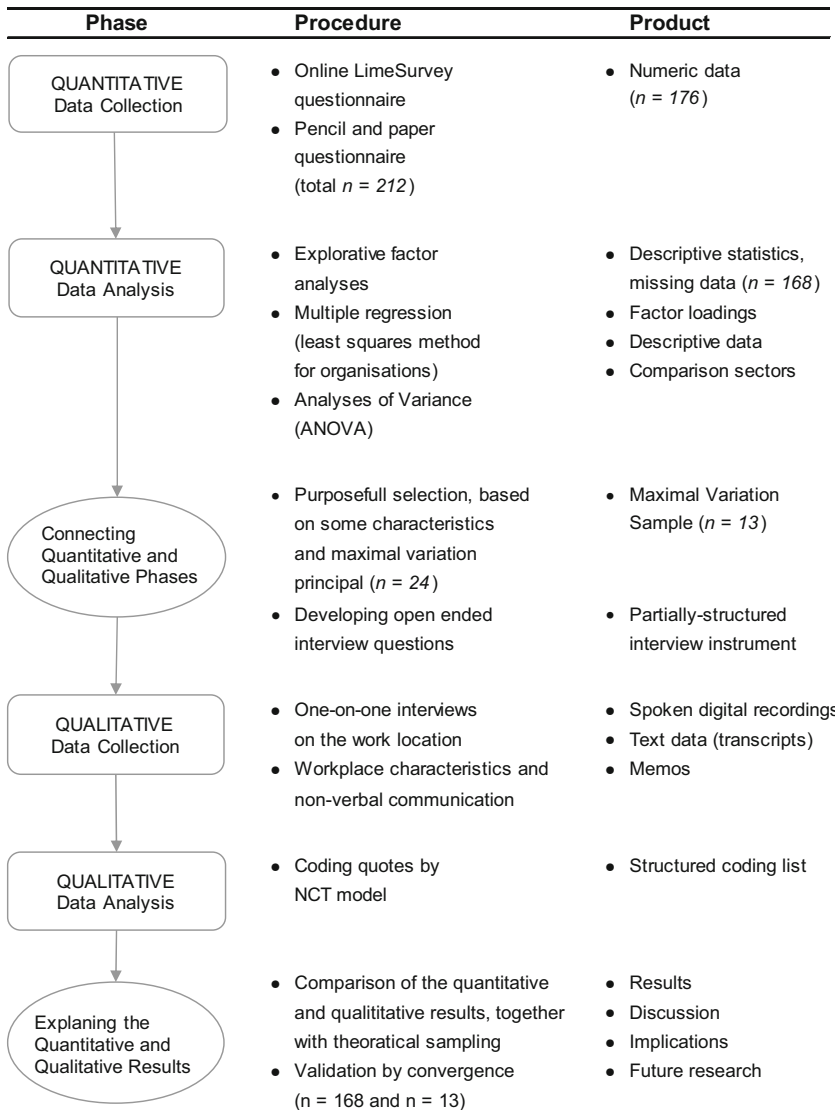 Phase Procedure Product
QUANTITATIVE
Data Collection
● Online LimeSurvey
questionnaire
● Pencil and paper
questionnaire
(total n = 212)
● Numeric data
(n = 176)
QUANTITATIVE
Data Analysis
● Explorative factor
analyses
● Multiple regression
(least squares method
for organisations)
● Analyses of Variance
(ANOVA)
● Descriptive statistics,
missing data (n = 168)
● Factor loadings
● Descriptive data
● Comparison sectors
Connecting
Quantitative and
Qualitative Phases
● Purposefull selection, based
on some characteristics
and maximal variation
principal (n = 24)
● Developing open ended
interview questions
● Maximal Variation
Sample (n = 13)
● Partially-structured
interview instrument
QUALITATIVE
Data Collection
● One-on-one interviews
on the work location
● Workplace characteristics and
non-verbal communication
● Spoken digital recordings
● Text data (transcripts)
● Memos
QUALITATIVE
Data Analysis
● Coding quotes by
NCT model
● Structured coding list
Explaning the
Quantitative and
Qualitative Results
● Comparison of the quantitative
and qualititative results, together
with theoratical sampling
● Validation by convergence
(n = 168 and n = 13)
● Results
● Discussion
● Implications
● Future research